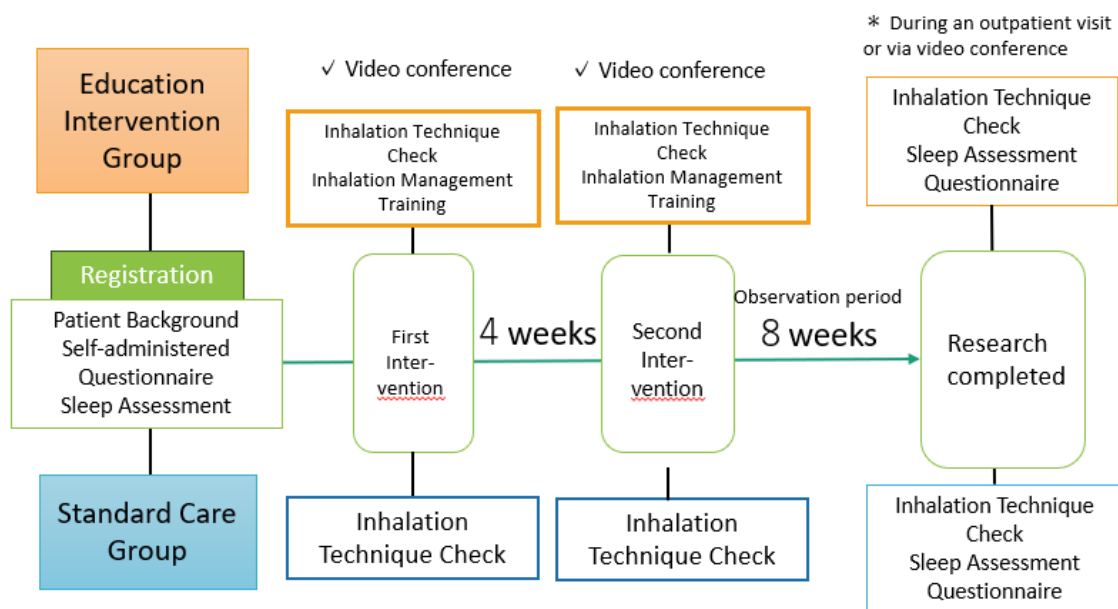 Education
Intervention
Group
✓ Video conference
✓ Video conference
* During an outpatient visit
or via video conference
Inhalation Technique
Check
Inhalation Management
Training
Inhalation Technique
Check
Inhalation Management
Training
Inhalation Technique
Check
Sleep Assessment
Questionnaire
Registration
Patient Background
Self-administered
Questionnaire
Sleep Assessment
First
Inter-
vention
4 weeks
Second
Inter-
vention
Observation period
8 weeks
Research
completed
Standard Care
Group
Inhalation
Technique Check
Inhalation
Technique Check
Inhalation Technique
Check
Sleep Assessment
Questionnaire